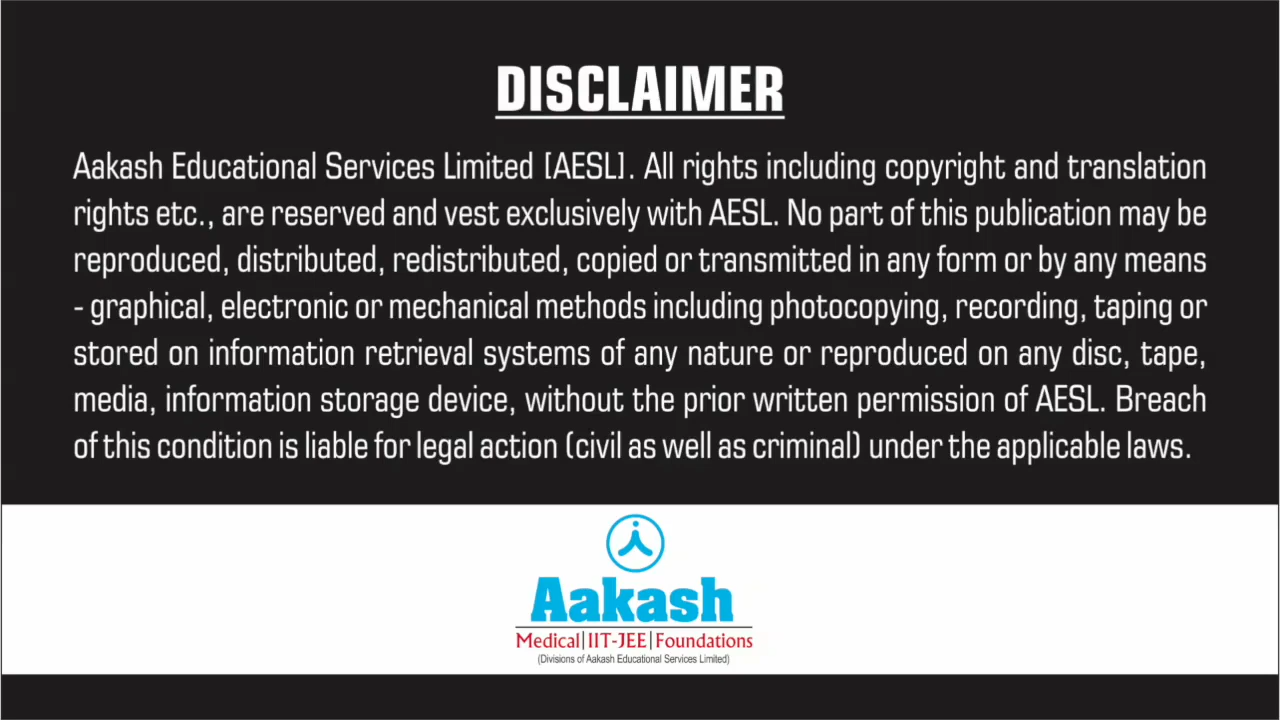 DISCLAIMER
Aakash Educational Services Limited [AESL]. All rights including copyright and translation
rights etc., are reserved and vest exclusively with AESL. No part of this publication may be
reproduced, distributed, redistributed, copied or transmitted in any form or by any means
- graphical, electronic or mechanical methods including photocopying, recording, taping or
stored on information retrieval systems of any nature or reproduced on any disc, tape,
media, information storage device, without the prior written permission of AESL. Breach
of this condition is liable for legal action (civil as well as criminal) under the applicable laws.
Aakash
Medical|IIT-JEE|Foundations
(Divisions of Aakash Educational Services Limited)